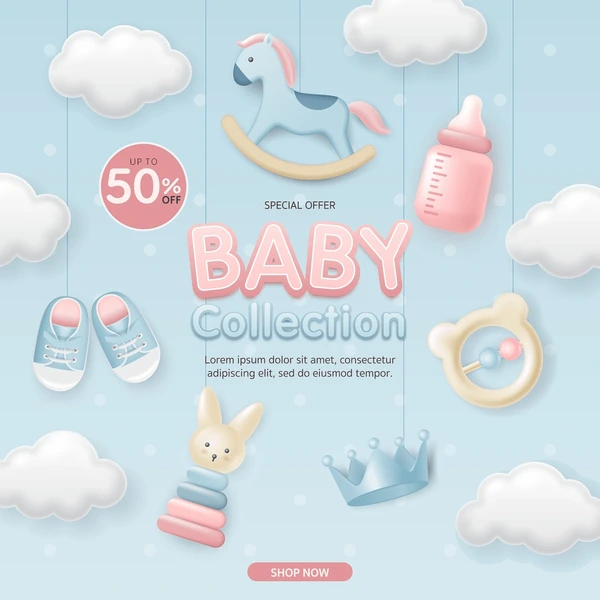 UP TO
50% OFF
SPECIAL OFFER
BABY
Collection
Lorem ipsum dolor sit amet, consectetur
adipiscing elit, sed do eiusmod tempor.
SHOP NOW